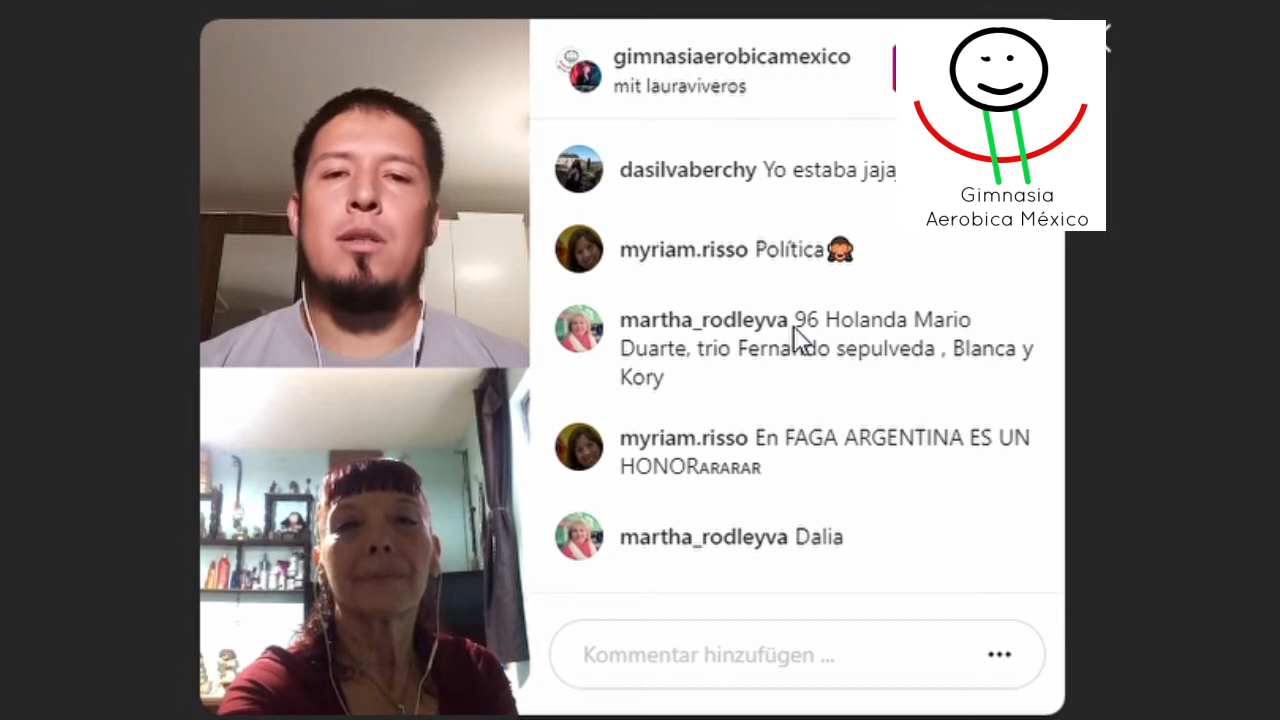 gimnasiaerobicamexico
mit lauraviveros
Gimnasia
Aerobica México
dasilvaberchy Yo estaba jaja
myriam.risso Política🙊
martha_rodleyva 96 Holanda Mario
Duarte, trio Fernando sepulveda , Blanca y
Kory
myriam.risso En FAGA ARGENTINA ES UN
HONORᴀʀᴀʀᴀʀ
martha_rodleyva Dalia
Kommentar hinzufügen ...